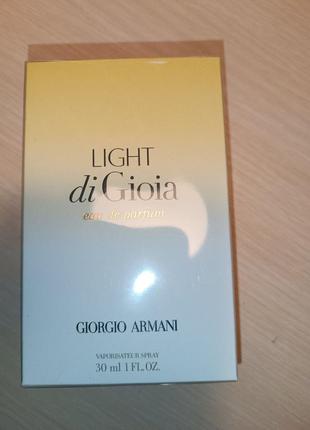 LIGHT
di Gioia
eau de parfum
GIORGIO ARMANI
VAPORISATEUR SPRAY
30 ml 1 FL.OZ.